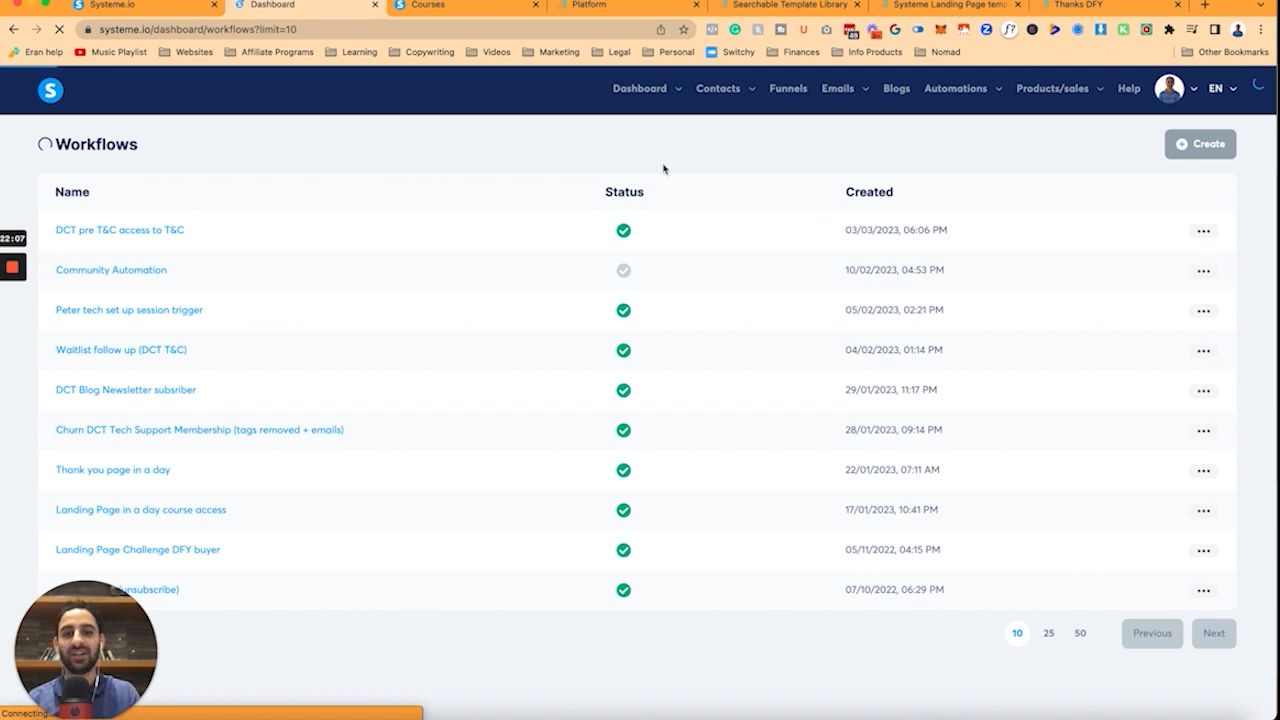 Systeme.io
Dashboard
Courses
Platform
Searchable Template Library
Systeme Landing Page temp
Thanks DFY
systeme.io/dashboard/workflows?limit=10
Eran help
Music Playlist
Websites
Affiliate Programs
Learning
Copywriting
Videos
Marketing
Legal
Personal
Switchy
Finances
Info Products
Nomad
Other Bookmarks
S
Dashboard
Contacts
Funnels
Emails
Blogs
Automations
Products/sales
Help
EN
Workflows
Create
Name Status Created
22:07
DCT pre T&C access to T&C 03/03/2023, 06:06 PM
Community Automation 10/02/2023, 04:53 PM
Peter tech set up session trigger 05/02/2023, 02:21 PM
Waitlist follow up (DCT T&C) 04/02/2023, 01:14 PM
DCT Blog Newsletter subsriber 29/01/2023, 11:17 PM
Churn DCT Tech Support Membership (tags removed + emails) 28/01/2023, 09:14 PM
Thank you page in a day 22/01/2023, 07:11 AM
Landing Page in a day course access 17/01/2023, 10:41 PM
Landing Page Challenge DFY buyer 05/11/2022, 04:15 PM
unsubscribe) 07/10/2022, 06:29 PM
10 25 50 Previous Next
Connecting